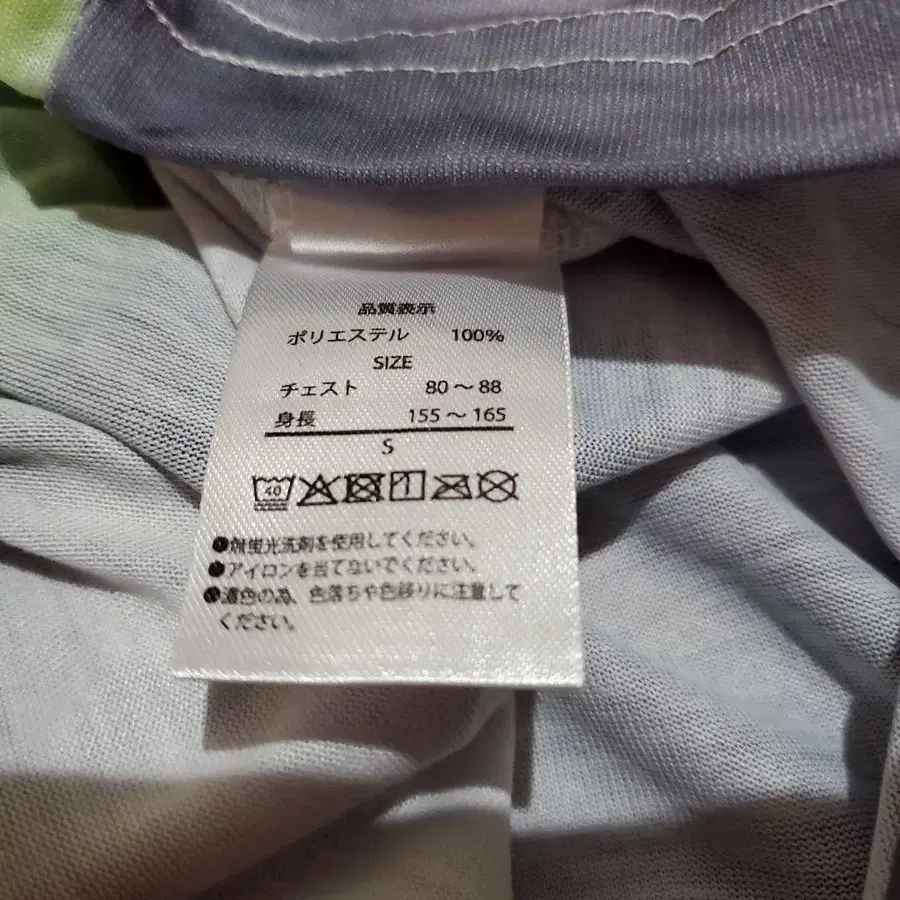 品質表示
ポリエステル 100%
SIZE
チェスト 80～88
身長 155～165
S
40
●無蛍光洗剤を使用してください。
●アイロンを当てないでください。
●濃色の為、色落ちや色移りに注意して
ください。